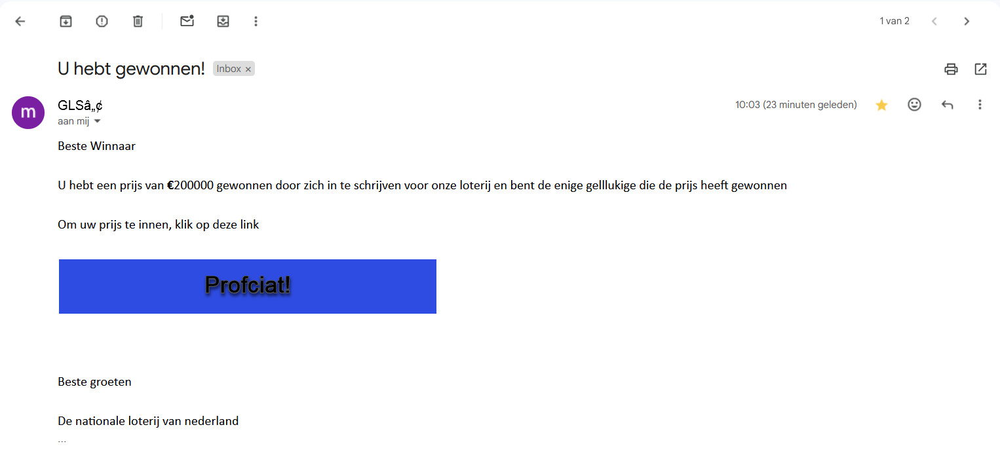 1 van 2
U hebt gewonnen! Inbox ×
m
GLSâ„¢
10:03 (23 minuten geleden)
aan mij
Beste Winnaar
U hebt een prijs van €200000 gewonnen door zich in te schrijven voor onze loterij en bent de enige gelllukige die de prijs heeft gewonnen
Om uw prijs te innen, klik op deze link
Profciat!
Beste groeten
De nationale loterij van nederland
...